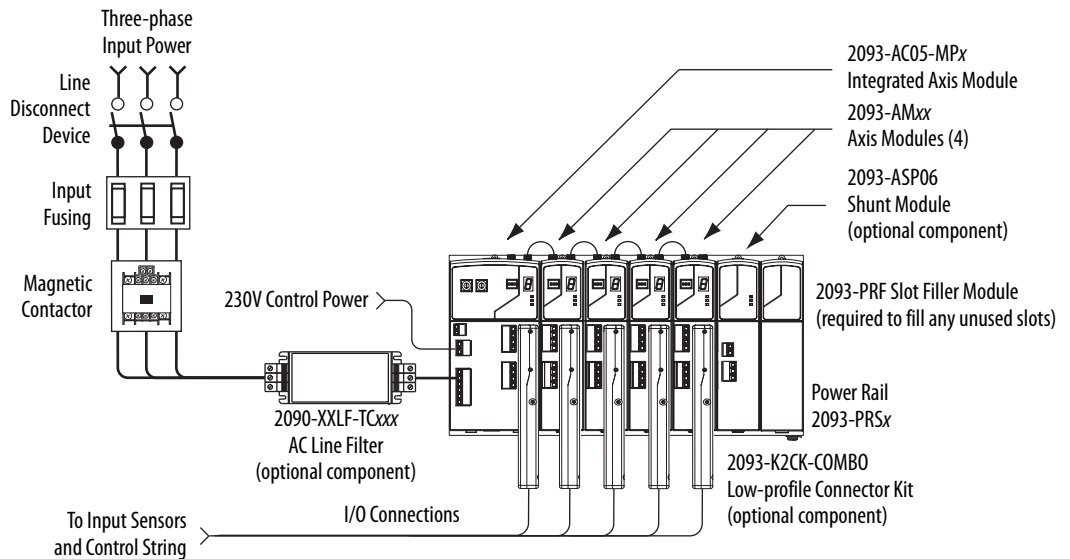 Three-phase
Input Power
Line
Disconnect
Device
Input
Fusing
Magnetic
Contactor
230V Control Power
2090-XXLF-TCxxx
AC Line Filter
(optional component)
To Input Sensors
and Control String
I/O Connections
2093-AC05-MPx
Integrated Axis Module
2093-AMxx
Axis Modules (4)
2093-ASP06
Shunt Module
(optional component)
2093-PRF Slot Filler Module
(required to fill any unused slots)
Power Rail
2093-PRSx
2093-K2CK-COMBO
Low-profile Connector Kit
(optional component)